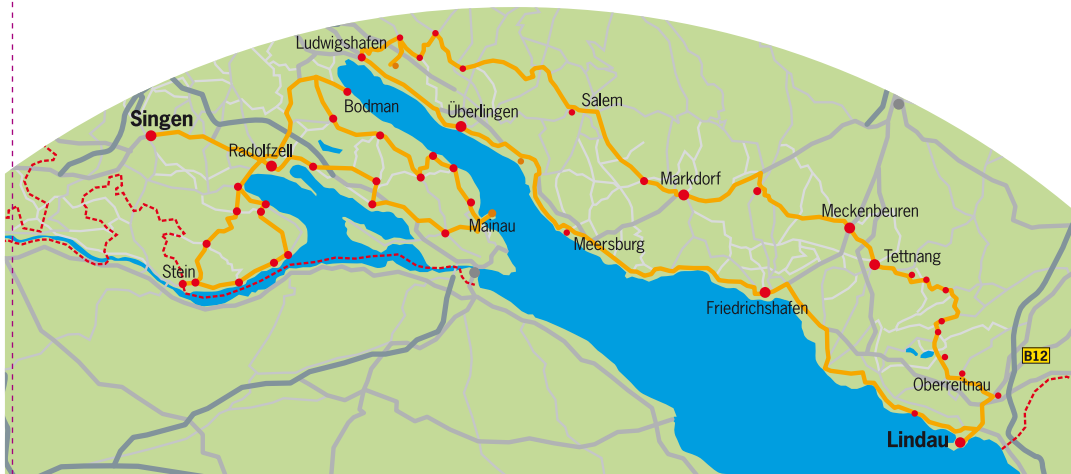 Ludwigshafen
Bodman
Salem
Singen
Überlingen
Radolfzell
Markdorf
Mainau
Meckenbeuren
Meersburg
Tettnang
Stein
Friedrichshafen
B12
Oberreitnau
Lindau